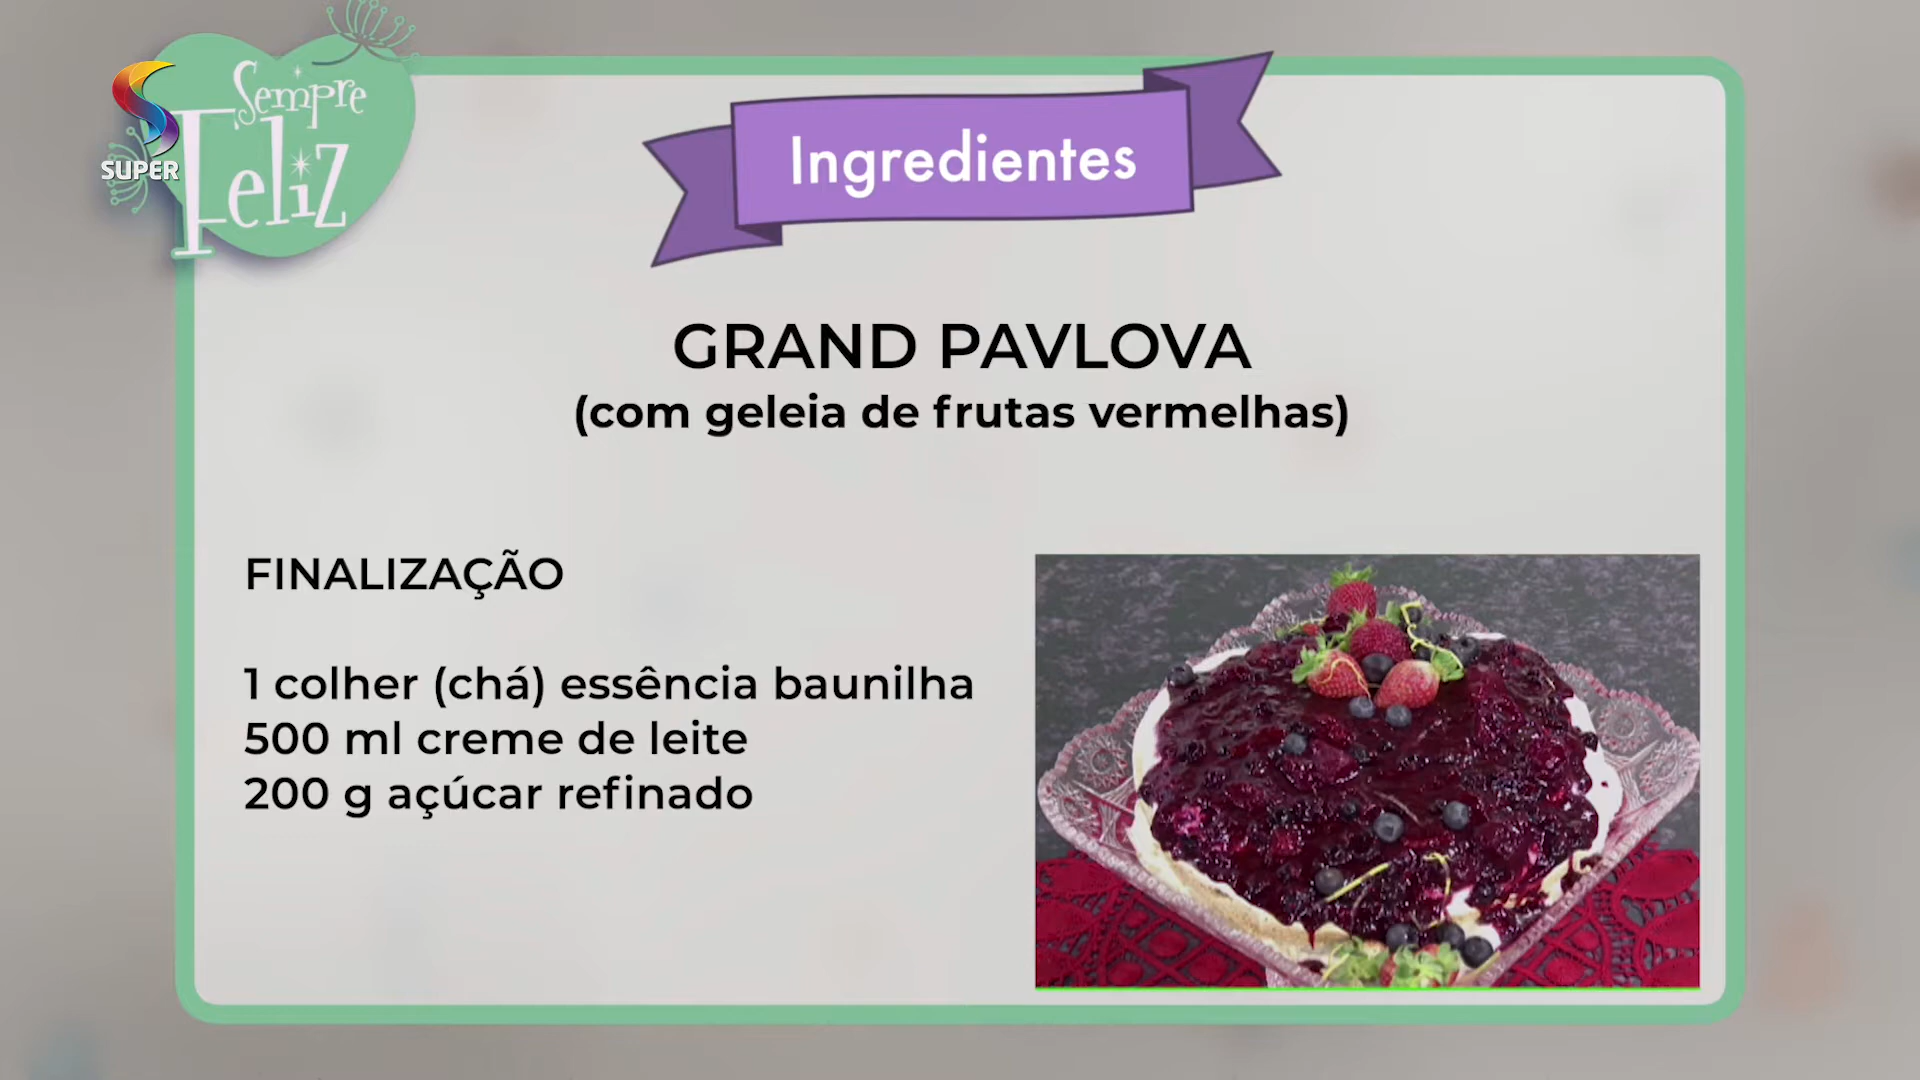 Sempre
Feliz
SUPER
Ingredientes
GRAND PAVLOVA
(com geleia de frutas vermelhas)
FINALIZAÇÃO
1 colher (chá) essência baunilha
500 ml creme de leite
200 g açúcar refinado